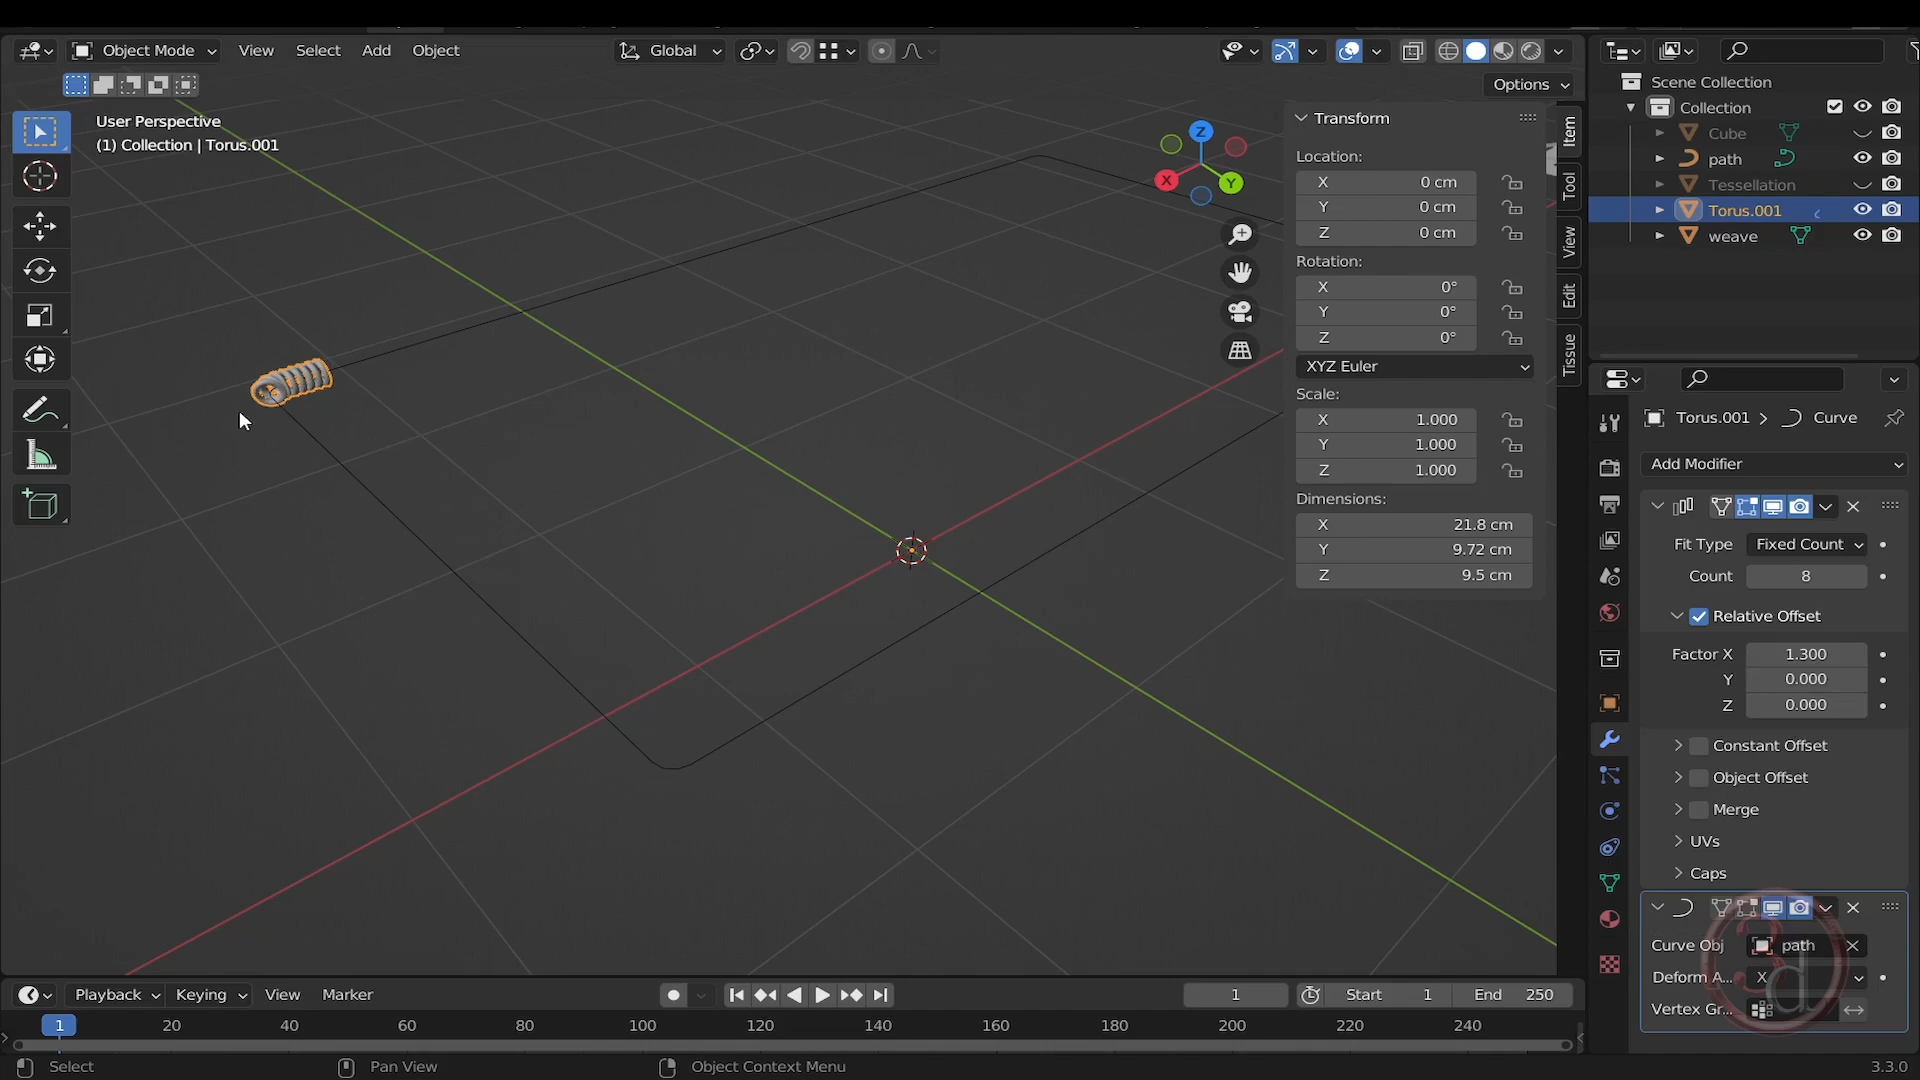 Object Mode View Select Add Object Global
Options
User Perspective
(1) Collection | Torus.001
Z
X
Y
Transform
Location:
X 0 cm
Y 0 cm
Z 0 cm
Rotation:
X 0°
Y 0°
Z 0°
XYZ Euler
Scale:
X 1.000
Y 1.000
Z 1.000
Dimensions:
X 21.8 cm
Y 9.72 cm
Z 9.5 cm
Item
Tool
View
Edit
Tissue
Scene Collection
Collection
Cube
path
Tessellation
Torus.001
weave
Torus.001 > Curve
Add Modifier
Fit Type Fixed Count
Count 8
Relative Offset
Factor X 1.300
Y 0.000
Z 0.000
Constant Offset
Object Offset
Merge
UVs
Caps
Curve Obj path
Deform A... X
Vertex Gr...
3d
Playback Keying View Marker
1 Start 1 End 250
1 20 40 60 80 100 120 140 160 180 200 220 240
Select Pan View Object Context Menu
3.3.0